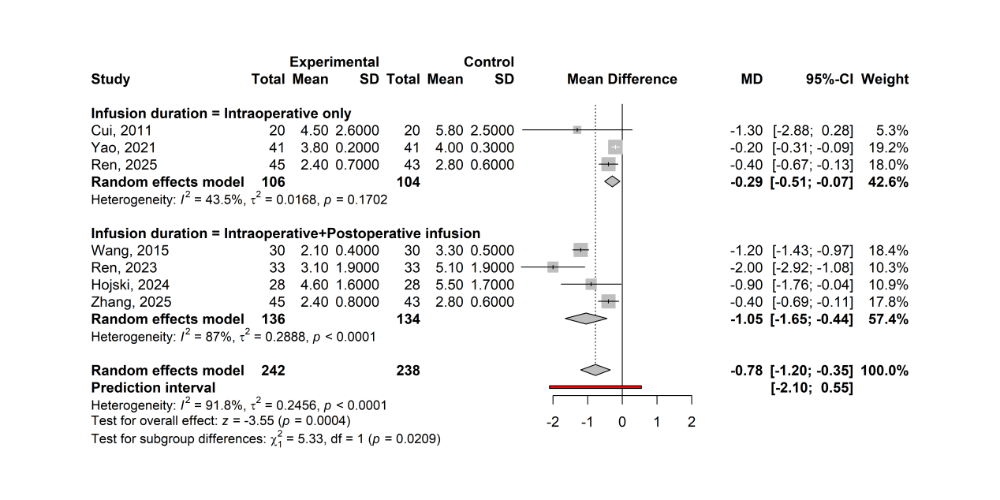 Experimental Control
Study Total Mean SD Total Mean SD Mean Difference MD 95%-CI Weight
Infusion duration = Intraoperative only
Cui, 2011 20 4.50 2.6000 20 5.80 2.5000 -1.30 [-2.88; 0.28] 5.3%
Yao, 2021 41 3.80 0.2000 41 4.00 0.3000 -0.20 [-0.31; -0.09] 19.2%
Ren, 2025 45 2.40 0.7000 43 2.80 0.6000 -0.40 [-0.67; -0.13] 18.0%
Random effects model 106 104 -0.29 [-0.51; -0.07] 42.6%
Heterogeneity: I² = 43.5%, τ² = 0.0168, p = 0.1702
Infusion duration = Intraoperative+Postoperative infusion
Wang, 2015 30 2.10 0.4000 30 3.30 0.5000 -1.20 [-1.43; -0.97] 18.4%
Ren, 2023 33 3.10 1.9000 33 5.10 1.9000 -2.00 [-2.92; -1.08] 10.3%
Hojski, 2024 28 4.60 1.6000 28 5.50 1.7000 -0.90 [-1.76; -0.04] 10.9%
Zhang, 2025 45 2.40 0.8000 43 2.80 0.6000 -0.40 [-0.69; -0.11] 17.8%
Random effects model 136 134 -1.05 [-1.65; -0.44] 57.4%
Heterogeneity: I² = 87%, τ² = 0.2888, p < 0.0001
Random effects model 242 238 -0.78 [-1.20; -0.35] 100.0%
Prediction interval [-2.10; 0.55]
Heterogeneity: I² = 91.8%, τ² = 0.2456, p < 0.0001
Test for overall effect: z = -3.55 (p = 0.0004)
-2 -1 0 1 2
Test for subgroup differences: χ²₁ = 5.33, df = 1 (p = 0.0209)